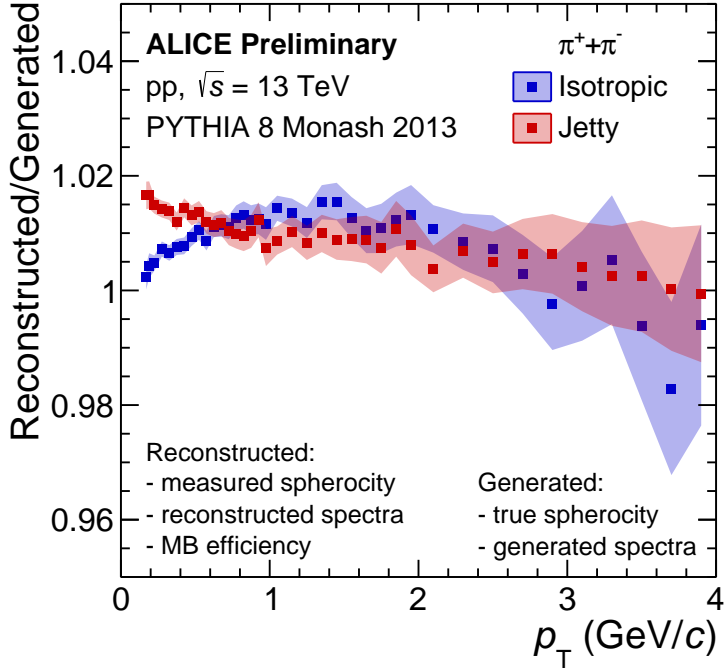 Reconstructed/Generated
ALICE Preliminary
pp, √s = 13 TeV
PYTHIA 8 Monash 2013
π⁺+π⁻
Isotropic
Jetty
1.04
1.02
1
0.98
0.96
Reconstructed:
- measured spherocity
- reconstructed spectra
- MB efficiency
Generated:
- true spherocity
- generated spectra
0 1 2 3 4
p_T (GeV/c)